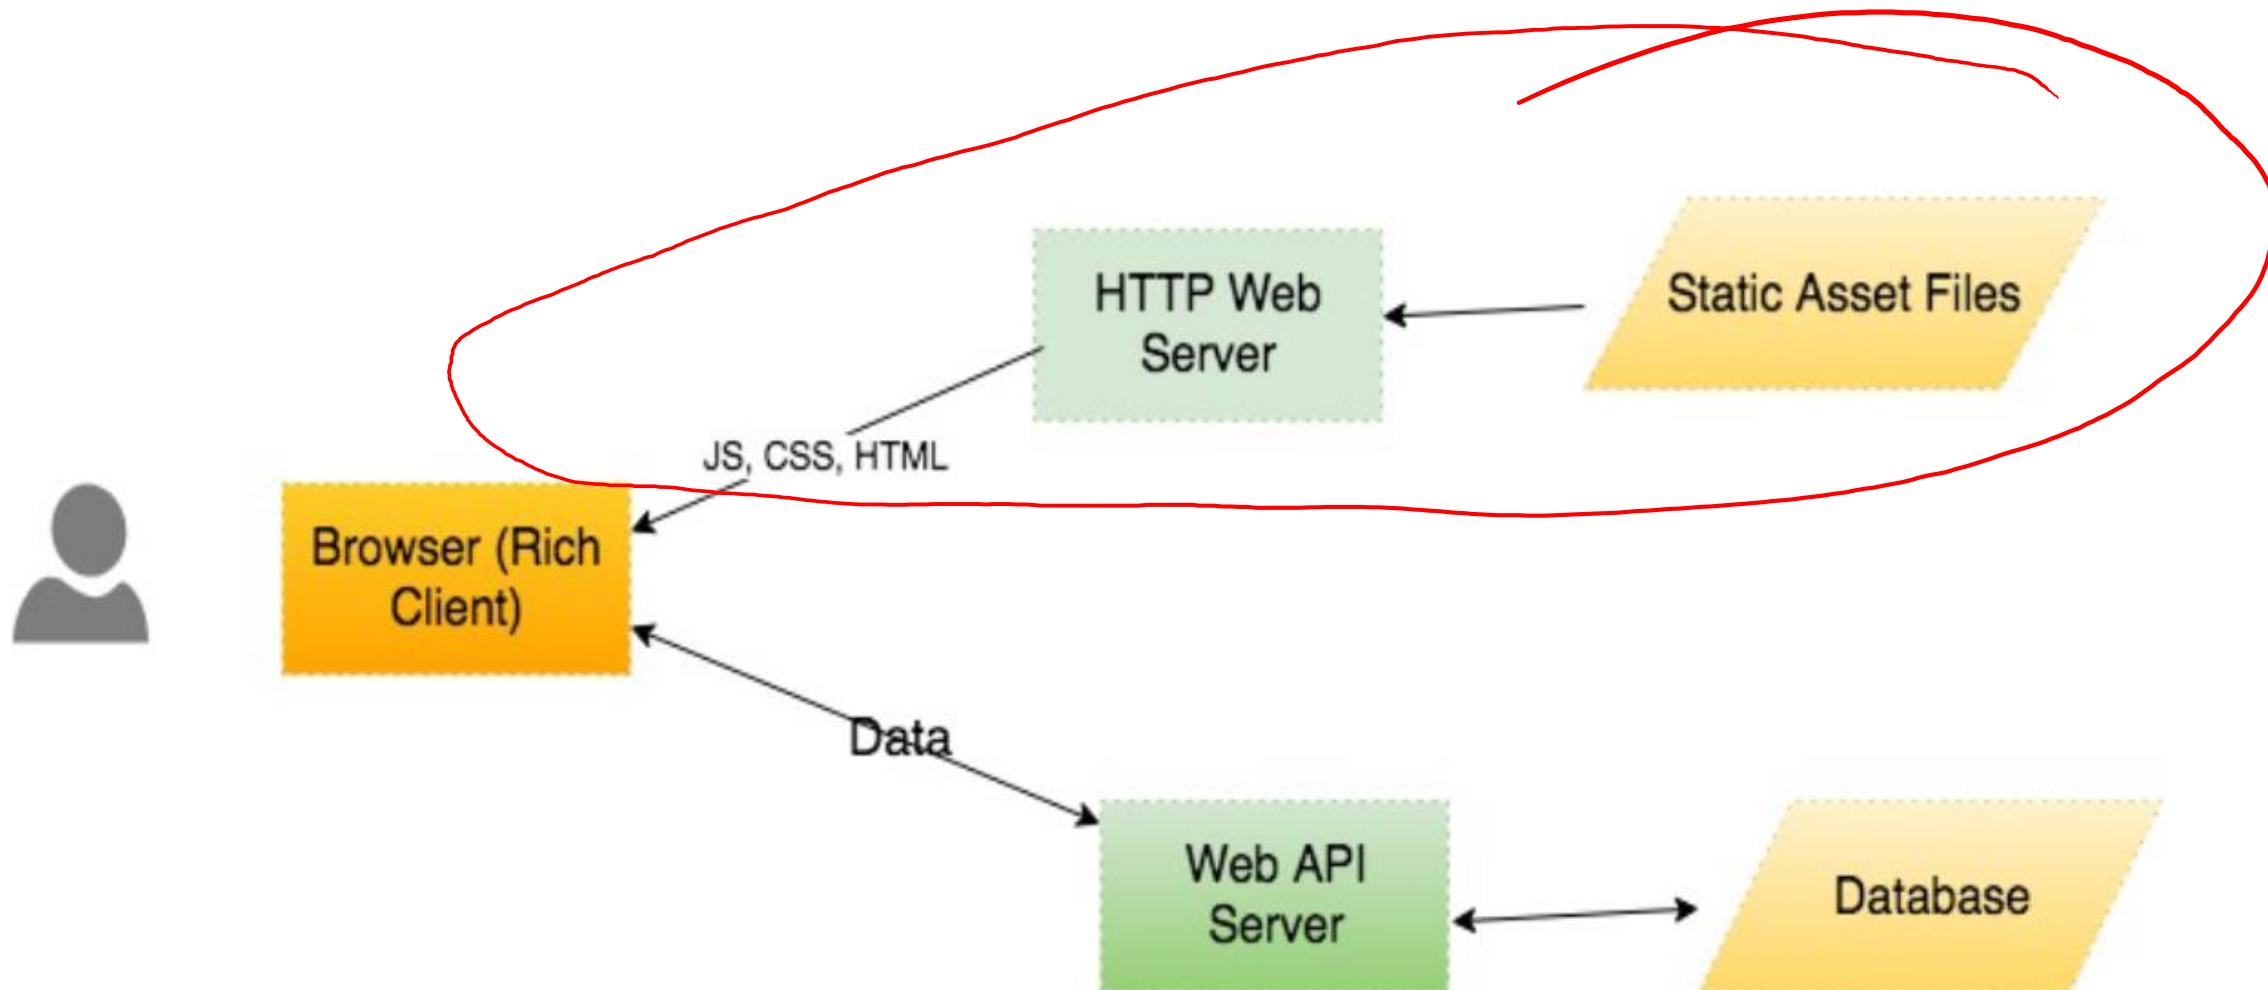 HTTP Web
Server
Static Asset Files
JS, CSS, HTML
Browser (Rich
Client)
Data
Web API
Server
Database